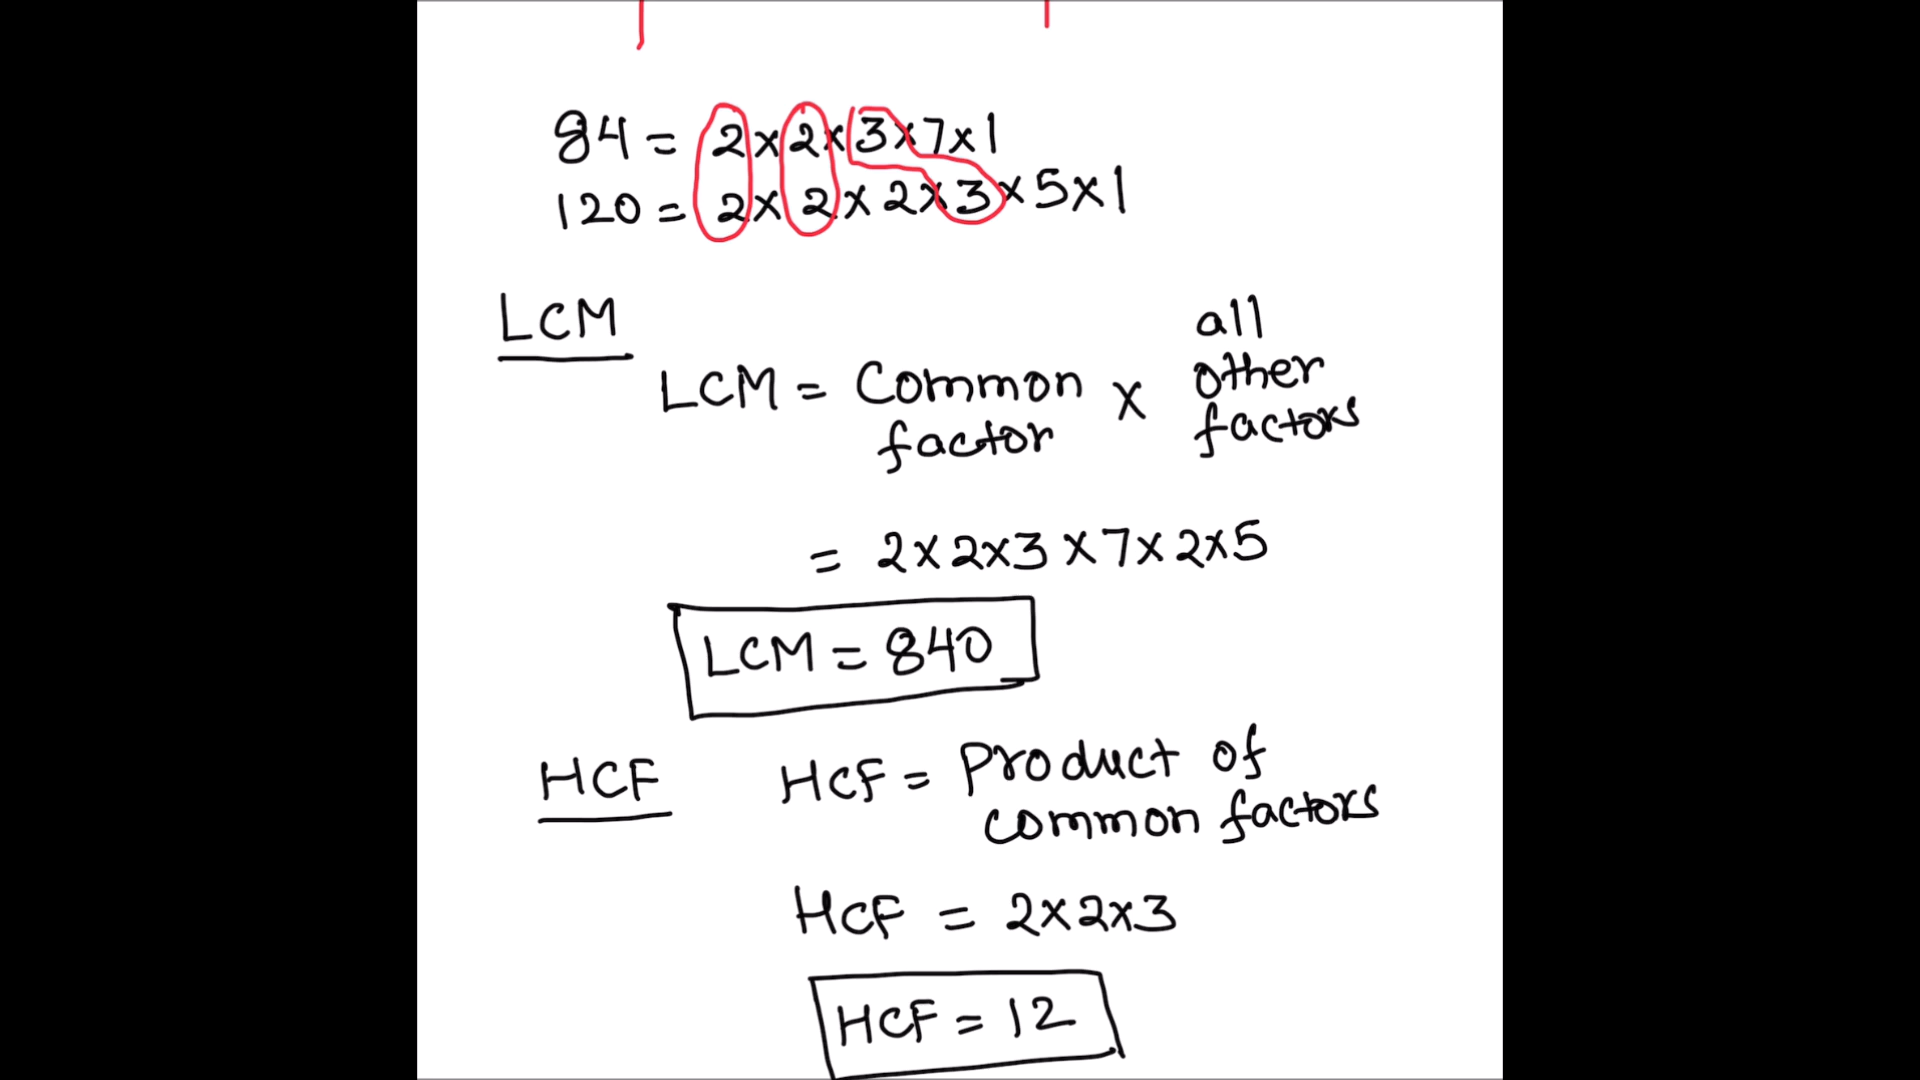 84 = 2 x 2 x 3 x 7 x 1
120 = 2 x 2 x 2 x 3 x 5 x 1
LCM
LCM = Common factor x all other factors
= 2 x 2 x 3 x 7 x 2 x 5
LCM = 840
HCF
HCF = Product of common factors
HCF = 2 x 2 x 3
HCF = 12